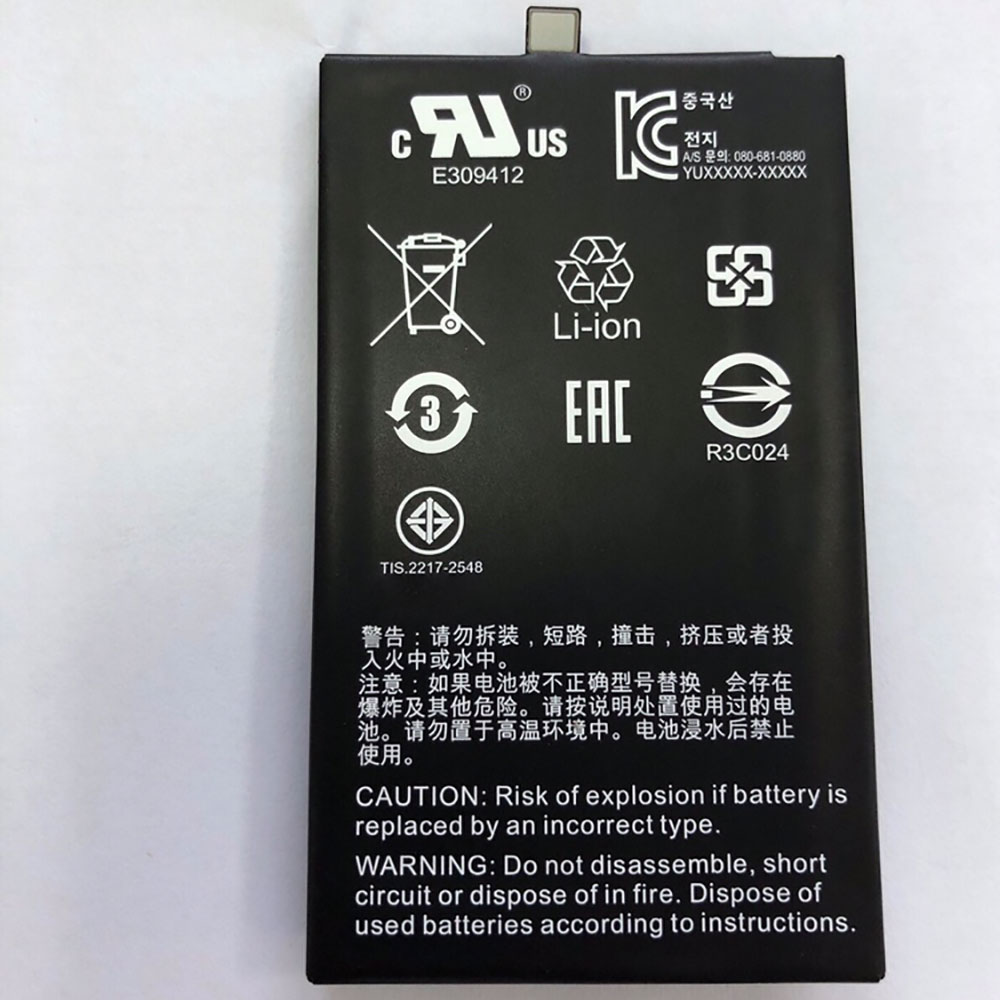 C RU ® US
E309412
KC 중국산
전지
A/S 문의: 080-681-0880
YUXXXXX-XXXXX
Li-ion
3
EAC
R3C024
TIS.2217-2548
警告：请勿拆装，短路，撞击，挤压或者投
入火中或水中。
注意：如果电池被不正确型号替换，会存在
爆炸及其他危险。请按说明处置使用过的电
池。请勿置于高温环境中。电池浸水后禁止
使用。
CAUTION: Risk of explosion if battery is
replaced by an incorrect type.
WARNING: Do not disassemble, short
circuit or dispose of in fire. Dispose of
used batteries according to instructions.